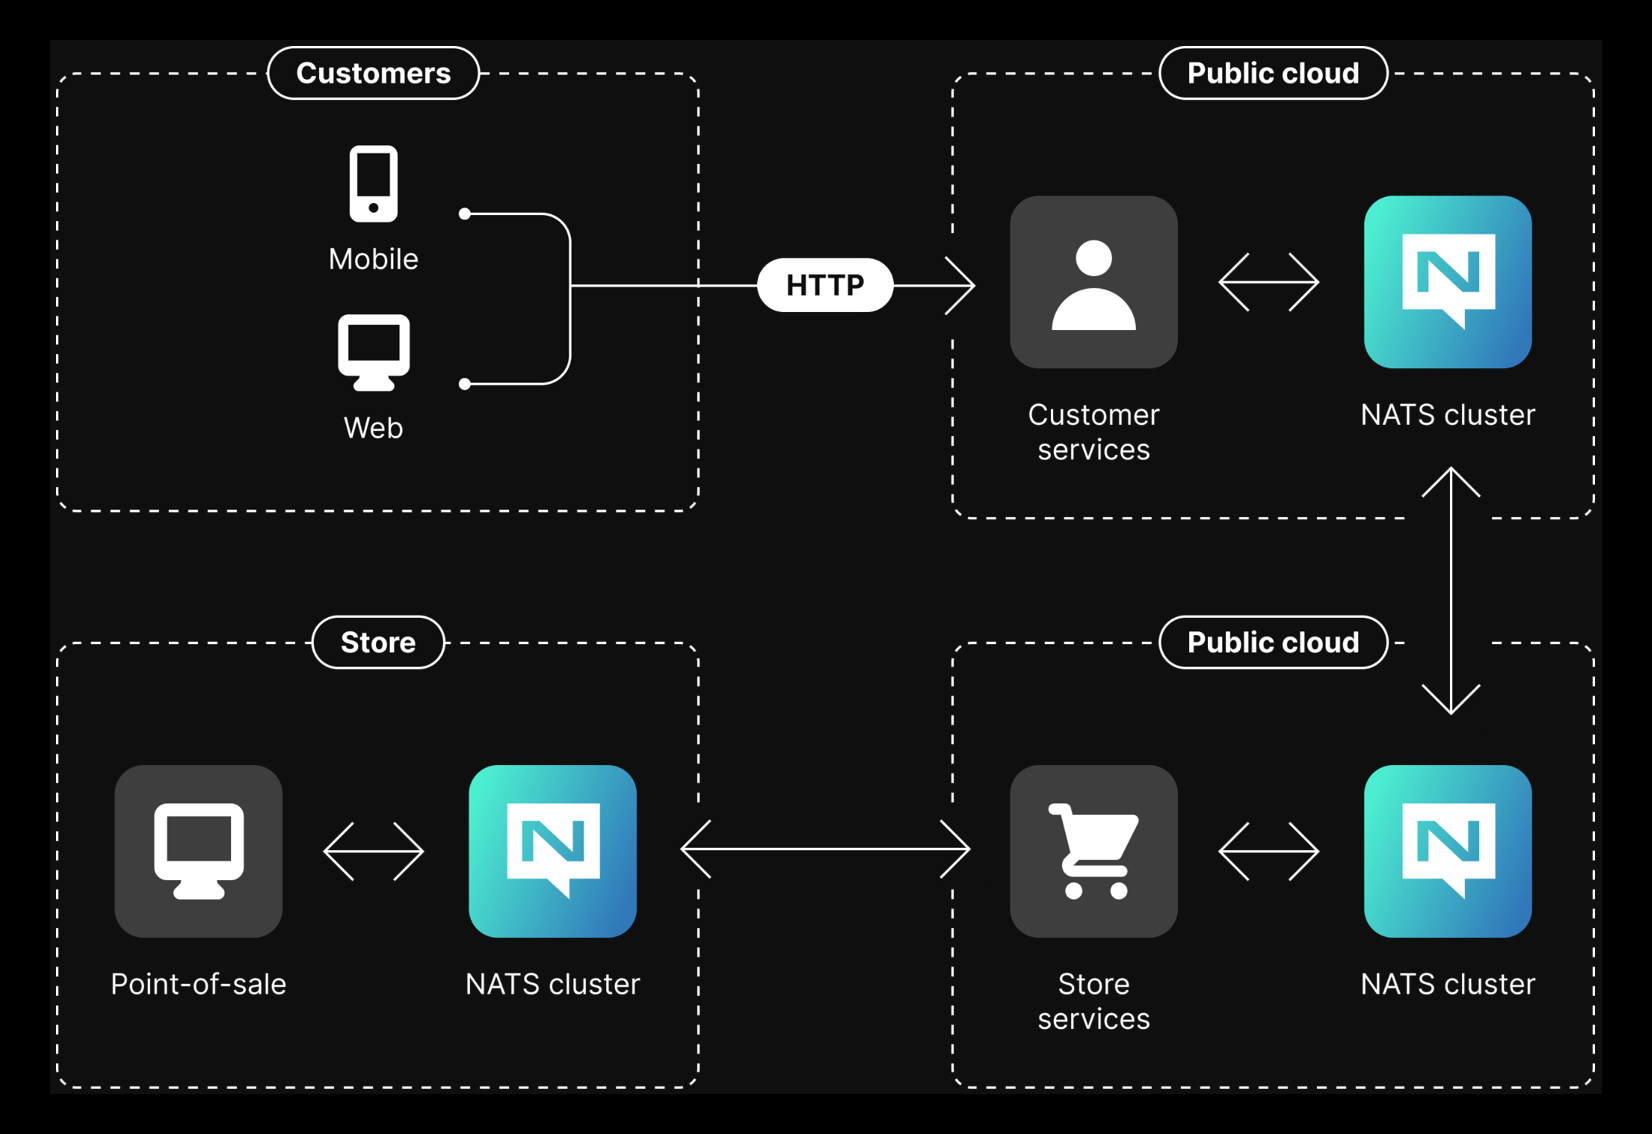 Customers
Mobile
Web
HTTP
Public cloud
Customer
services
NATS cluster
Store
Point-of-sale
NATS cluster
Public cloud
Store
services
NATS cluster